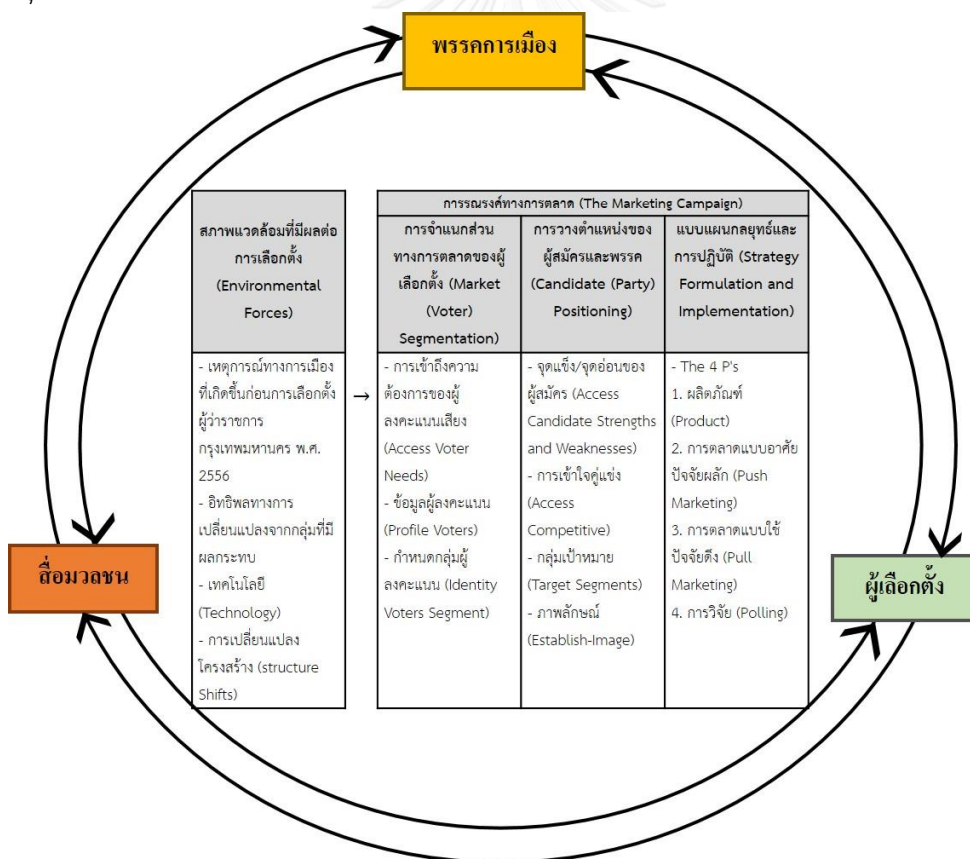 พรรคการเมือง
สภาพแวดล้อมที่มีผลต่อ
การเลือกตั้ง
(Environmental
Forces)
- เหตุการณ์ทางการเมือง
ที่เกิดขึ้นก่อนการเลือกตั้ง
ผู้ว่าราชการ
กรุงเทพมหานคร พ.ศ.
2556
- อิทธิพลทางการ
เปลี่ยนแปลงจากกลุ่มที่มี
ผลกระทบ
- เทคโนโลยี
(Technology)
- การเปลี่ยนแปลง
โครงสร้าง (structure
Shifts)
→
การรณรงค์ทางการตลาด (The Marketing Campaign)
การจำแนกส่วน
ทางการตลาดของผู้
เลือกตั้ง (Market
(Voter)
Segmentation)
- การเข้าถึงความ
ต้องการของผู้
ลงคะแนนเสียง
(Access Voter
Needs)
- ข้อมูลผู้ลงคะแนน
(Profile Voters)
- กำหนดกลุ่มผู้
ลงคะแนน (Identity
Voters Segment)
การวางตำแหน่งของ
ผู้สมัครและพรรค
(Candidate (Party)
Positioning)
- จุดแข็ง/จุดอ่อนของ
ผู้สมัคร (Access
Candidate Strengths
and Weaknesses)
- การเข้าใจคู่แข่ง
(Access
Competitive)
- กลุ่มเป้าหมาย
(Target Segments)
- ภาพลักษณ์
(Establish-Image)
แบบแผนกลยุทธ์และ
การปฏิบัติ (Strategy
Formulation and
Implementation)
- The 4 P's
1. ผลิตภัณฑ์
(Product)
2. การตลาดแบบอาศัย
ปัจจัยผลัก (Push
Marketing)
3. การตลาดแบบใช้
ปัจจัยดึง (Pull
Marketing)
4. การวิจัย (Polling)
สื่อมวลชน
ผู้เลือกตั้ง